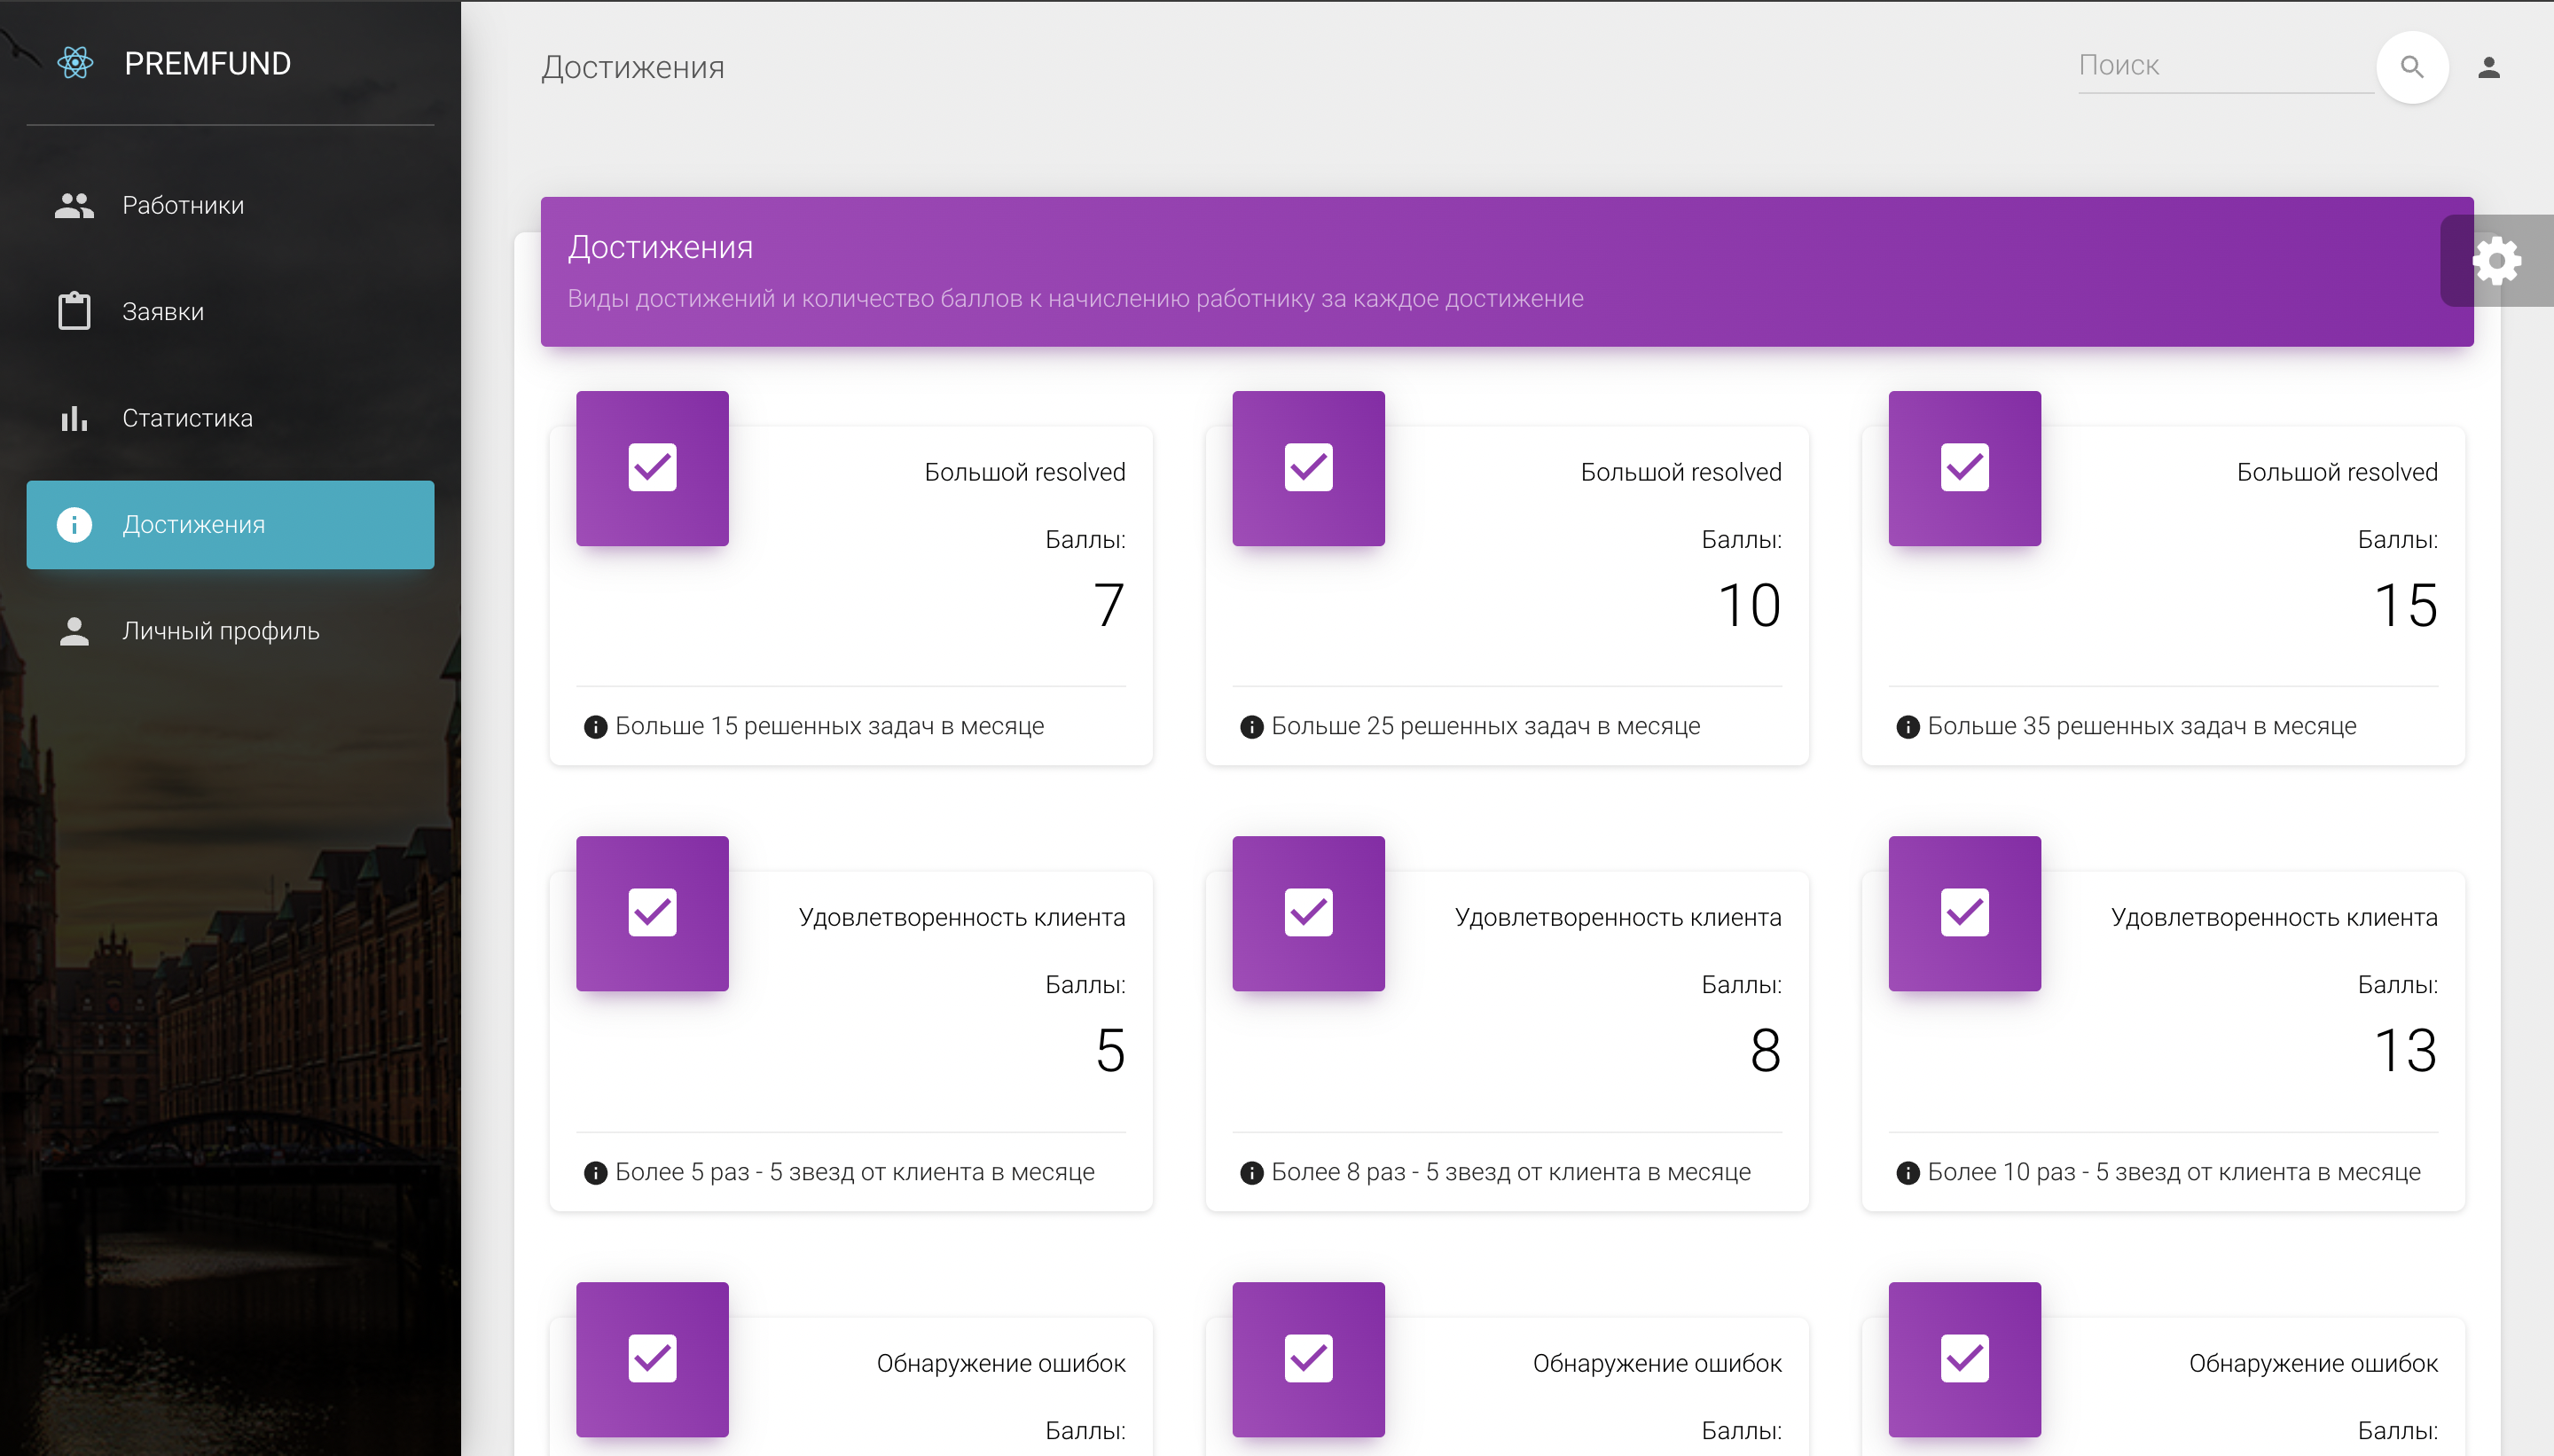 PREMFUND
Работники
Заявки
Статистика
Достижения
Личный профиль
Достижения
Поиск
Достижения
Виды достижений и количество баллов к начислению работнику за каждое достижение
Большой resolved
Баллы:
7
Больше 15 решенных задач в месяце
Большой resolved
Баллы:
10
Больше 25 решенных задач в месяце
Большой resolved
Баллы:
15
Больше 35 решенных задач в месяце
Удовлетворенность клиента
Баллы:
5
Более 5 раз - 5 звезд от клиента в месяце
Удовлетворенность клиента
Баллы:
8
Более 8 раз - 5 звезд от клиента в месяце
Удовлетворенность клиента
Баллы:
13
Более 10 раз - 5 звезд от клиента в месяце
Обнаружение ошибок
Баллы:
Обнаружение ошибок
Баллы:
Обнаружение ошибок
Баллы: